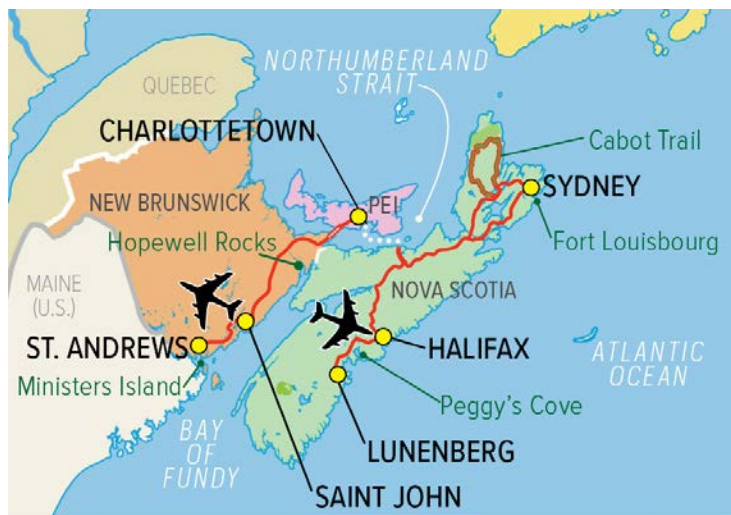 NORTHUMBERLAND
STRAIT
QUEBEC
CHARLOTTETOWN
Cabot Trail
NEW BRUNSWICK
PEI
SYDNEY
Hopewell Rocks
Fort Louisbourg
MAINE
(U.S.)
NOVA SCOTIA
ST. ANDREWS
HALIFAX
ATLANTIC
OCEAN
Ministers Island
Peggy's Cove
BAY
OF
FUNDY
LUNENBERG
SAINT JOHN